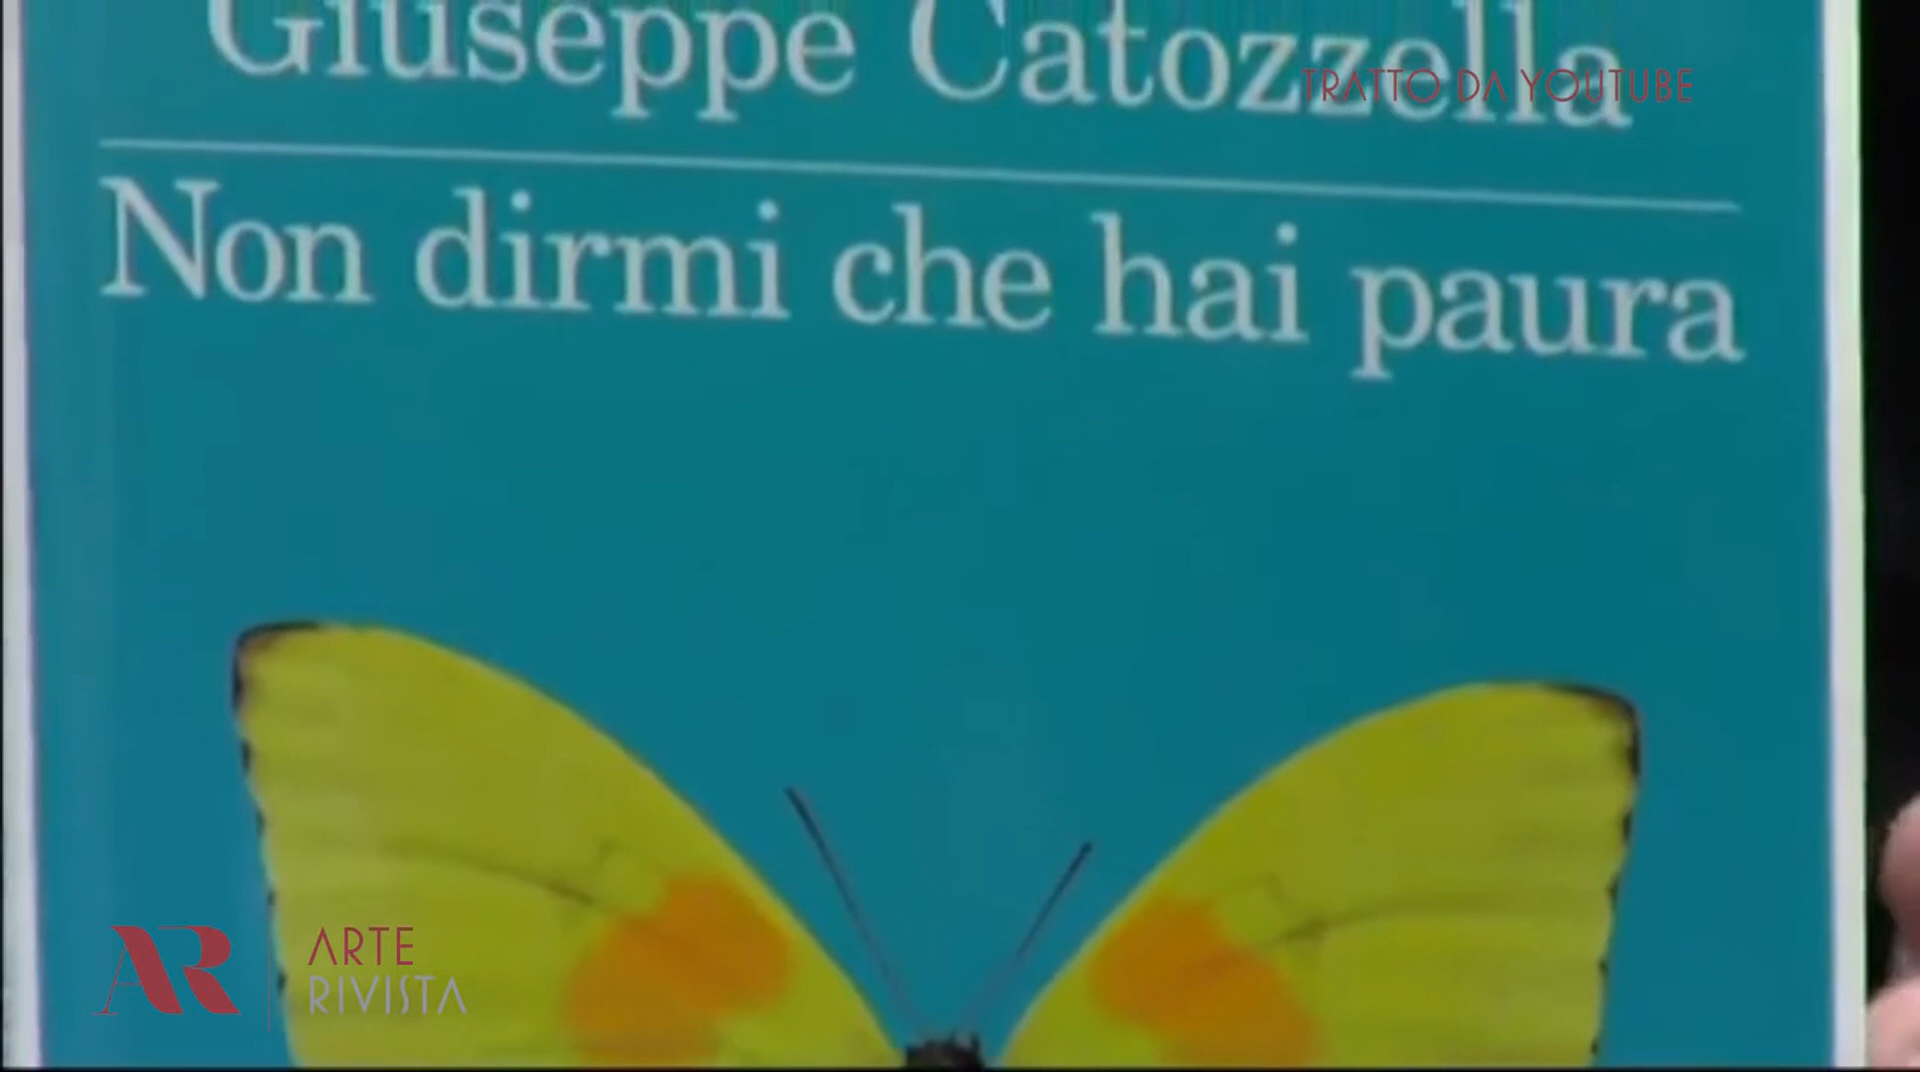 Giuseppe Catozzella
TRATTO DA YOUTUBE
Non dirmi che hai paura
AR
ARTE
RIVISTA